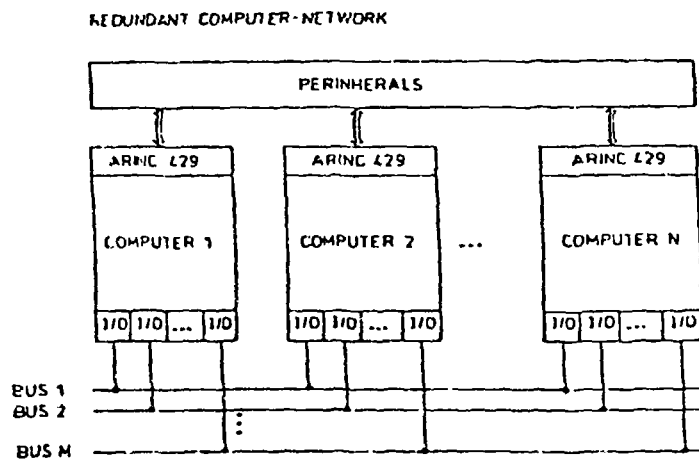 REDUNDANT COMPUTER-NETWORK
PERINHERALS
ARINC 429 ARINC 429 ARINC 429
COMPUTER 1 COMPUTER 2 ... COMPUTER N
I/O I/O ... I/O I/O I/O ... I/O I/O I/O ... I/O
BUS 1
BUS 2
BUS M